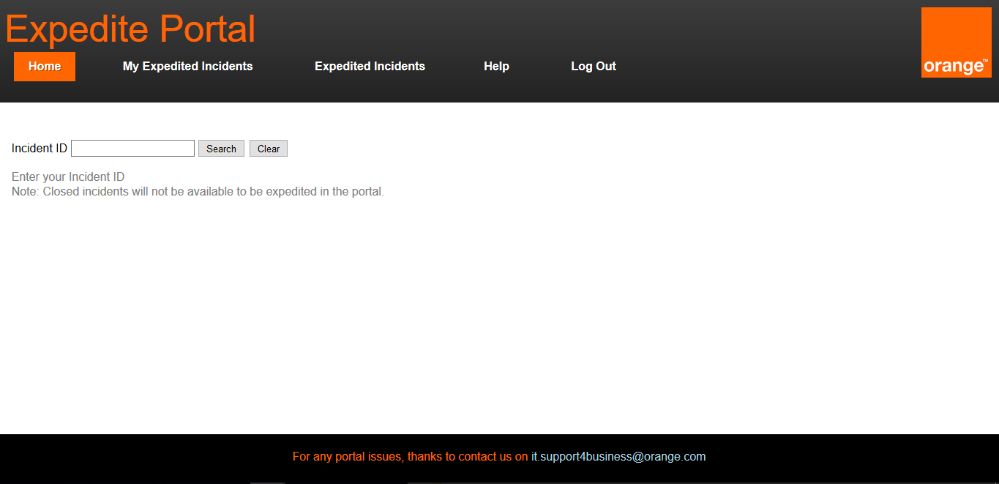 Expedite Portal
Home My Expedited Incidents Expedited Incidents Help Log Out
orange™
Incident ID Search Clear
Enter your Incident ID
Note: Closed incidents will not be available to be expedited in the portal.
For any portal issues, thanks to contact us on it.support4business@orange.com